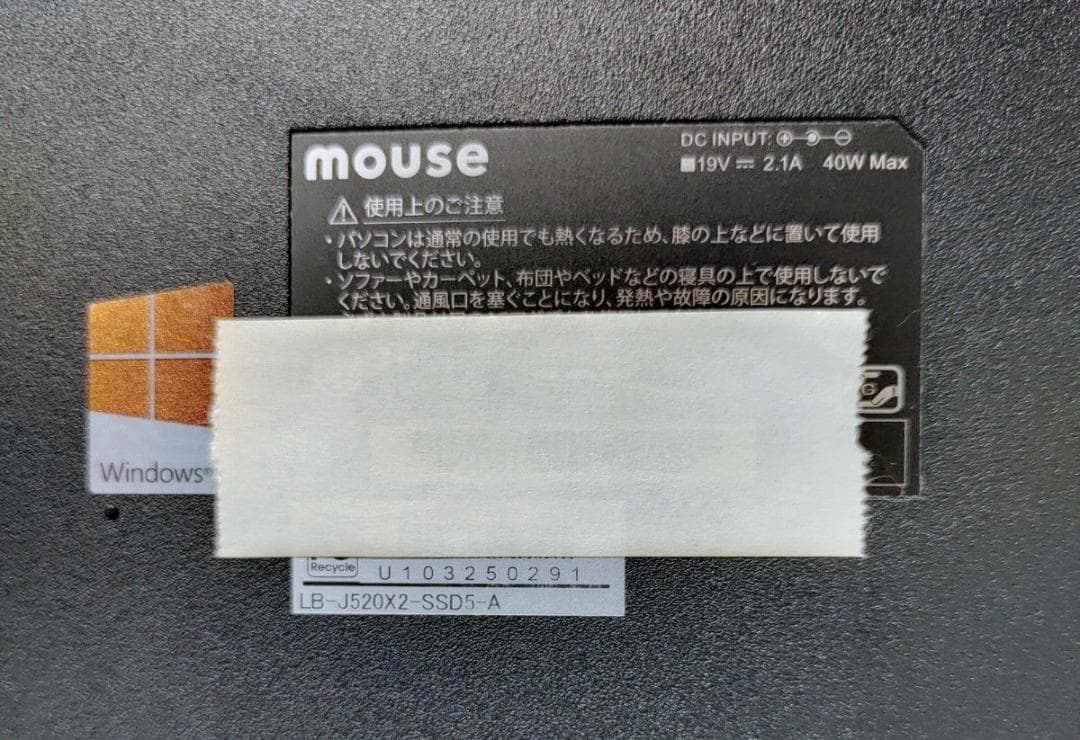 mouse
DC INPUT:
19V 2.1A 40W Max
使用上のご注意
・パソコンは通常の使用でも熱くなるため、膝の上などに置いて使用
しないでください。
・ソファーやカーペット、布団やベッドなどの寝具の上で使用しないで
ください。通風口を塞ぐことになり、発熱や故障の原因になります。
G
Windows®
Recycle
U103250291
LB-J520X2-SSD5-A